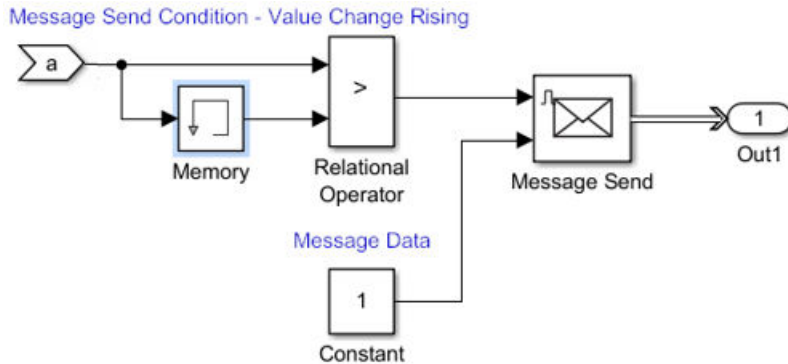 Message Send Condition - Value Change Rising
a
>
Memory
Relational
Operator
Message Send
1
Out1
Message Data
1
Constant